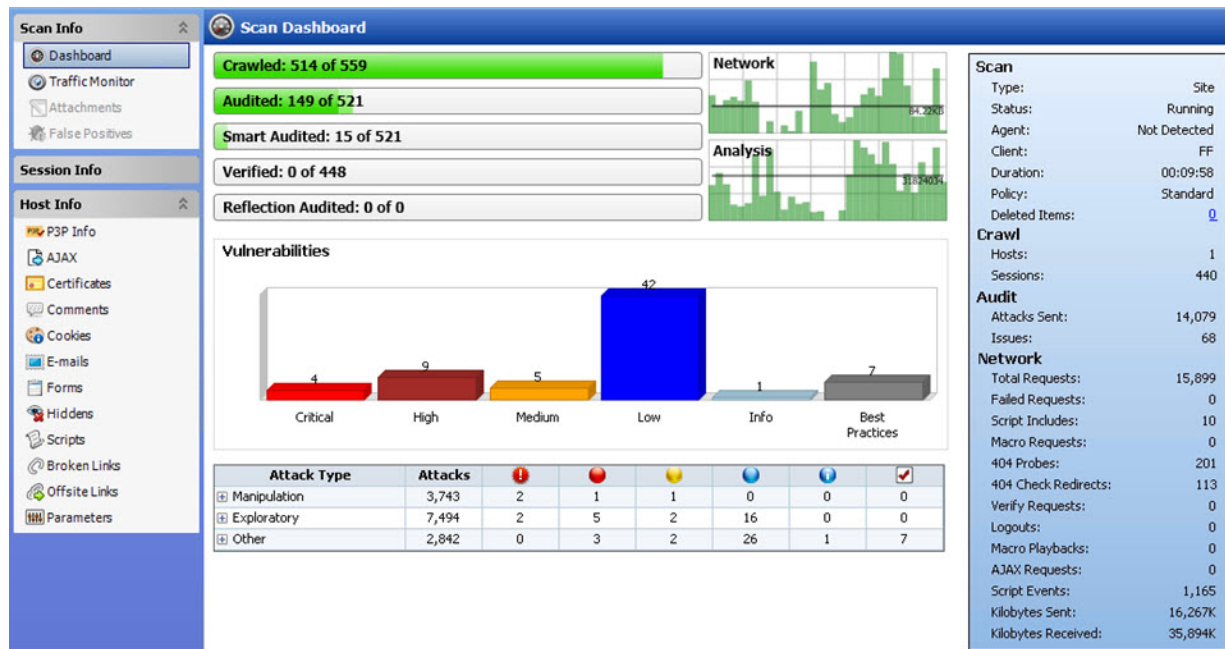 Scan Info
Dashboard
Traffic Monitor
Attachments
False Positives
Session Info
Host Info
P3P Info
AJAX
Certificates
Comments
Cookies
E-mails
Forms
Hiddens
Scripts
Broken Links
Offsite Links
Parameters
Scan Dashboard
Crawled: 514 of 559
Audited: 149 of 521
Smart Audited: 15 of 521
Verified: 0 of 448
Reflection Audited: 0 of 0
Network
84.22KB
Analysis
31824034
Vulnerabilities
4 9 5 42 1 7
Critical High Medium Low Info Best Practices
Attack Type Attacks
Manipulation 3,743 2 1 1 0 0 0
Exploratory 7,494 2 5 2 16 0 0
Other 2,842 0 3 2 26 1 7
Scan
Type: Site
Status: Running
Agent: Not Detected
Client: FF
Duration: 00:09:58
Policy: Standard
Deleted Items: 0
Crawl
Hosts: 1
Sessions: 440
Audit
Attacks Sent: 14,079
Issues: 68
Network
Total Requests: 15,899
Failed Requests: 0
Script Includes: 10
Macro Requests: 0
404 Probes: 201
404 Check Redirects: 113
Verify Requests: 0
Logouts: 0
Macro Playbacks: 0
AJAX Requests: 0
Script Events: 1,165
Kilobytes Sent: 16,267K
Kilobytes Received: 35,894K